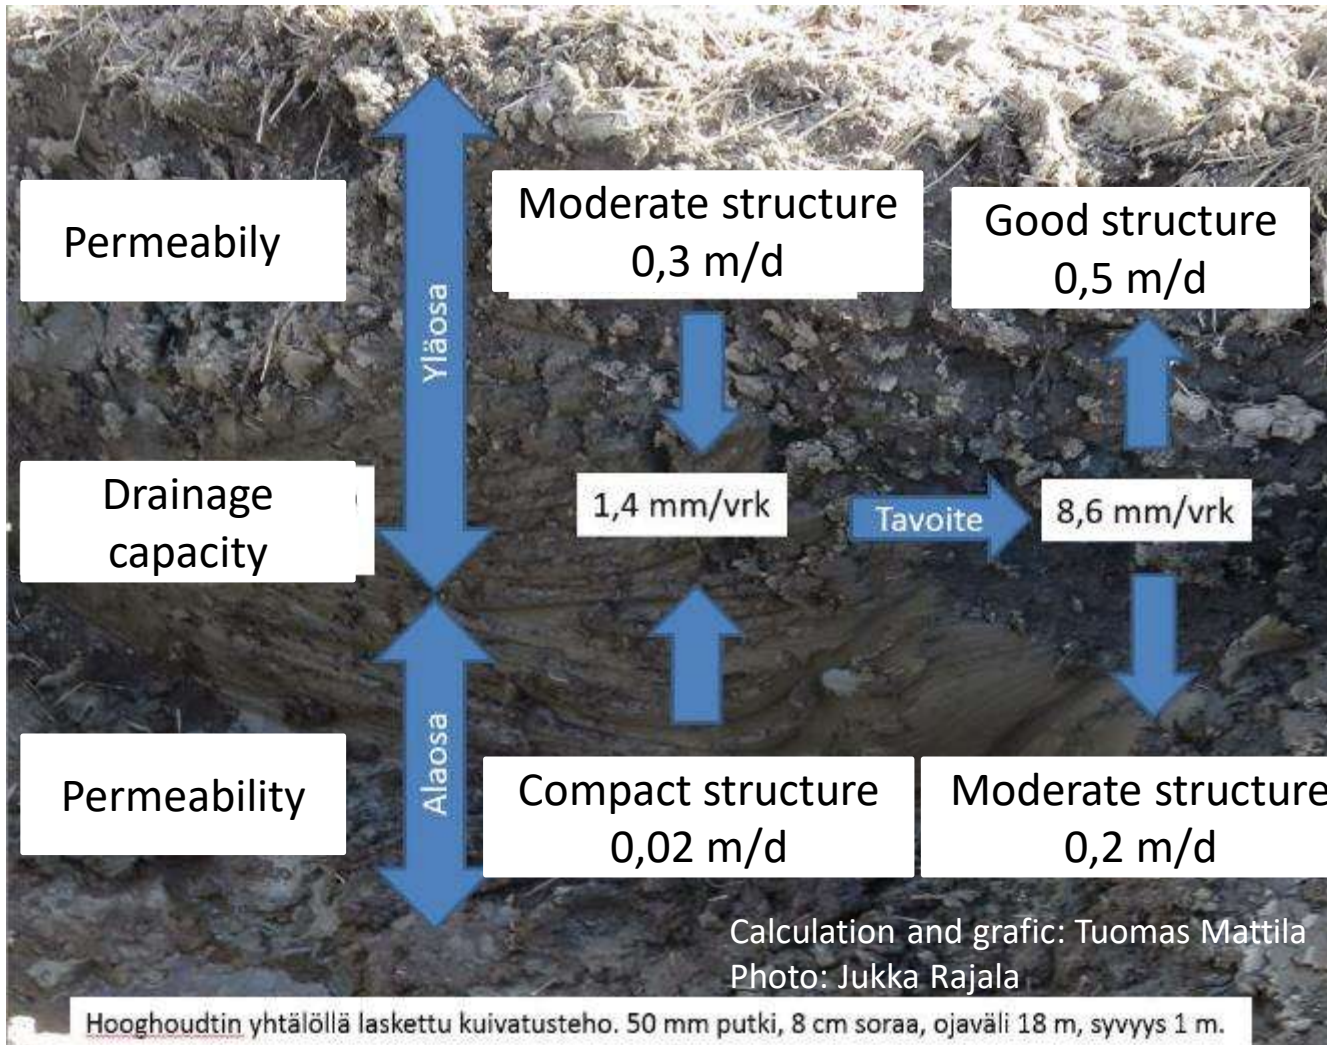 Permeabily
Yläosa
Moderate structure
0,3 m/d
Good structure
0,5 m/d
Drainage
capacity
1,4 mm/vrk
Tavoite
8,6 mm/vrk
Permeability
Alaosa
Compact structure
0,02 m/d
Moderate structure
0,2 m/d
Calculation and grafic: Tuomas Mattila
Photo: Jukka Rajala
Hooghoudtin yhtälöllä laskettu kuivatusteho. 50 mm putki, 8 cm soraa, ojaväli 18 m, syvyys 1 m.